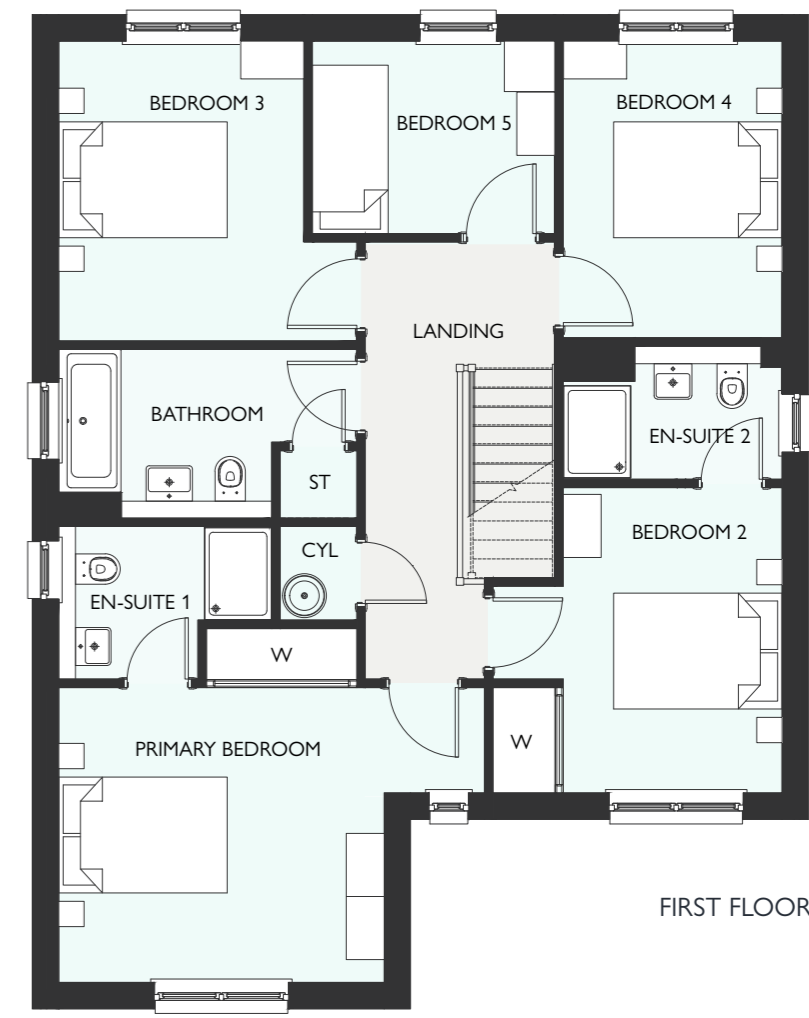 BEDROOM 3
BEDROOM 5
BEDROOM 4
LANDING
BATHROOM
EN-SUITE 2
ST
BEDROOM 2
CYL
EN-SUITE 1
W
PRIMARY BEDROOM
W
FIRST FLOOR